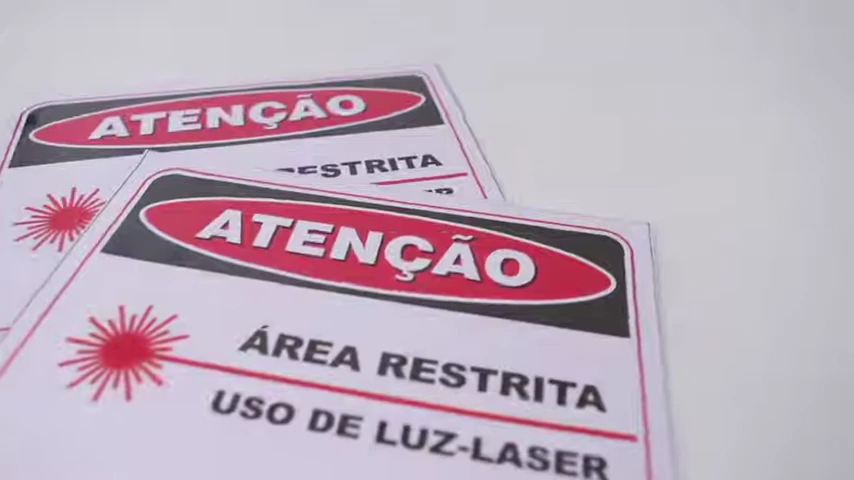 ATENÇÃO
RESTRITA
ATENÇÃO
ÁREA RESTRITA
USO DE LUZ-LASER